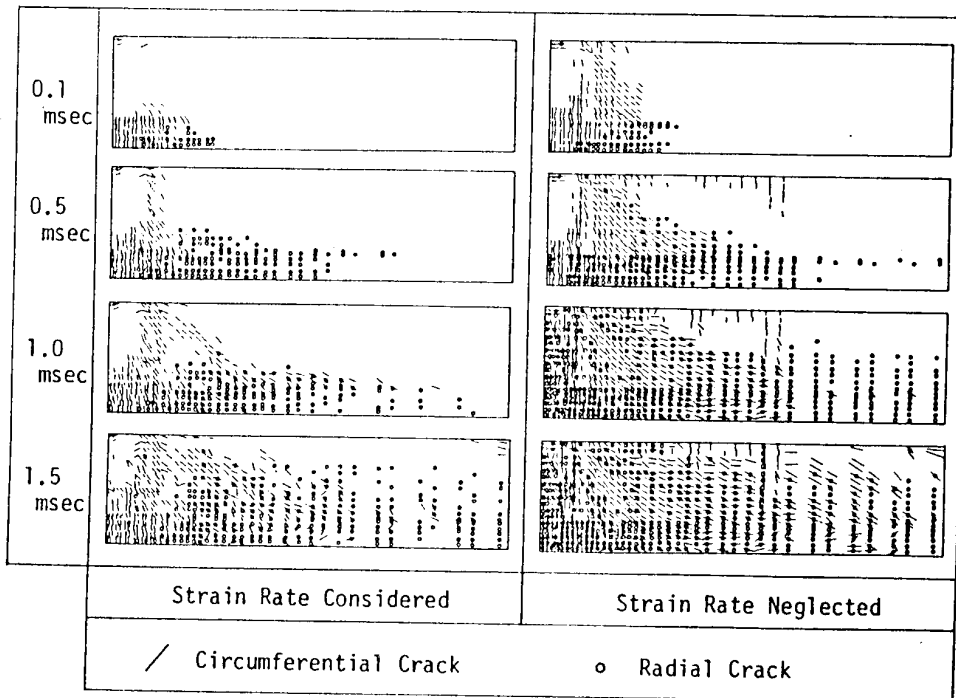 0.1
msec
0.5
msec
1.0
msec
1.5
msec
Strain Rate Considered
Strain Rate Neglected
Circumferential Crack
Radial Crack